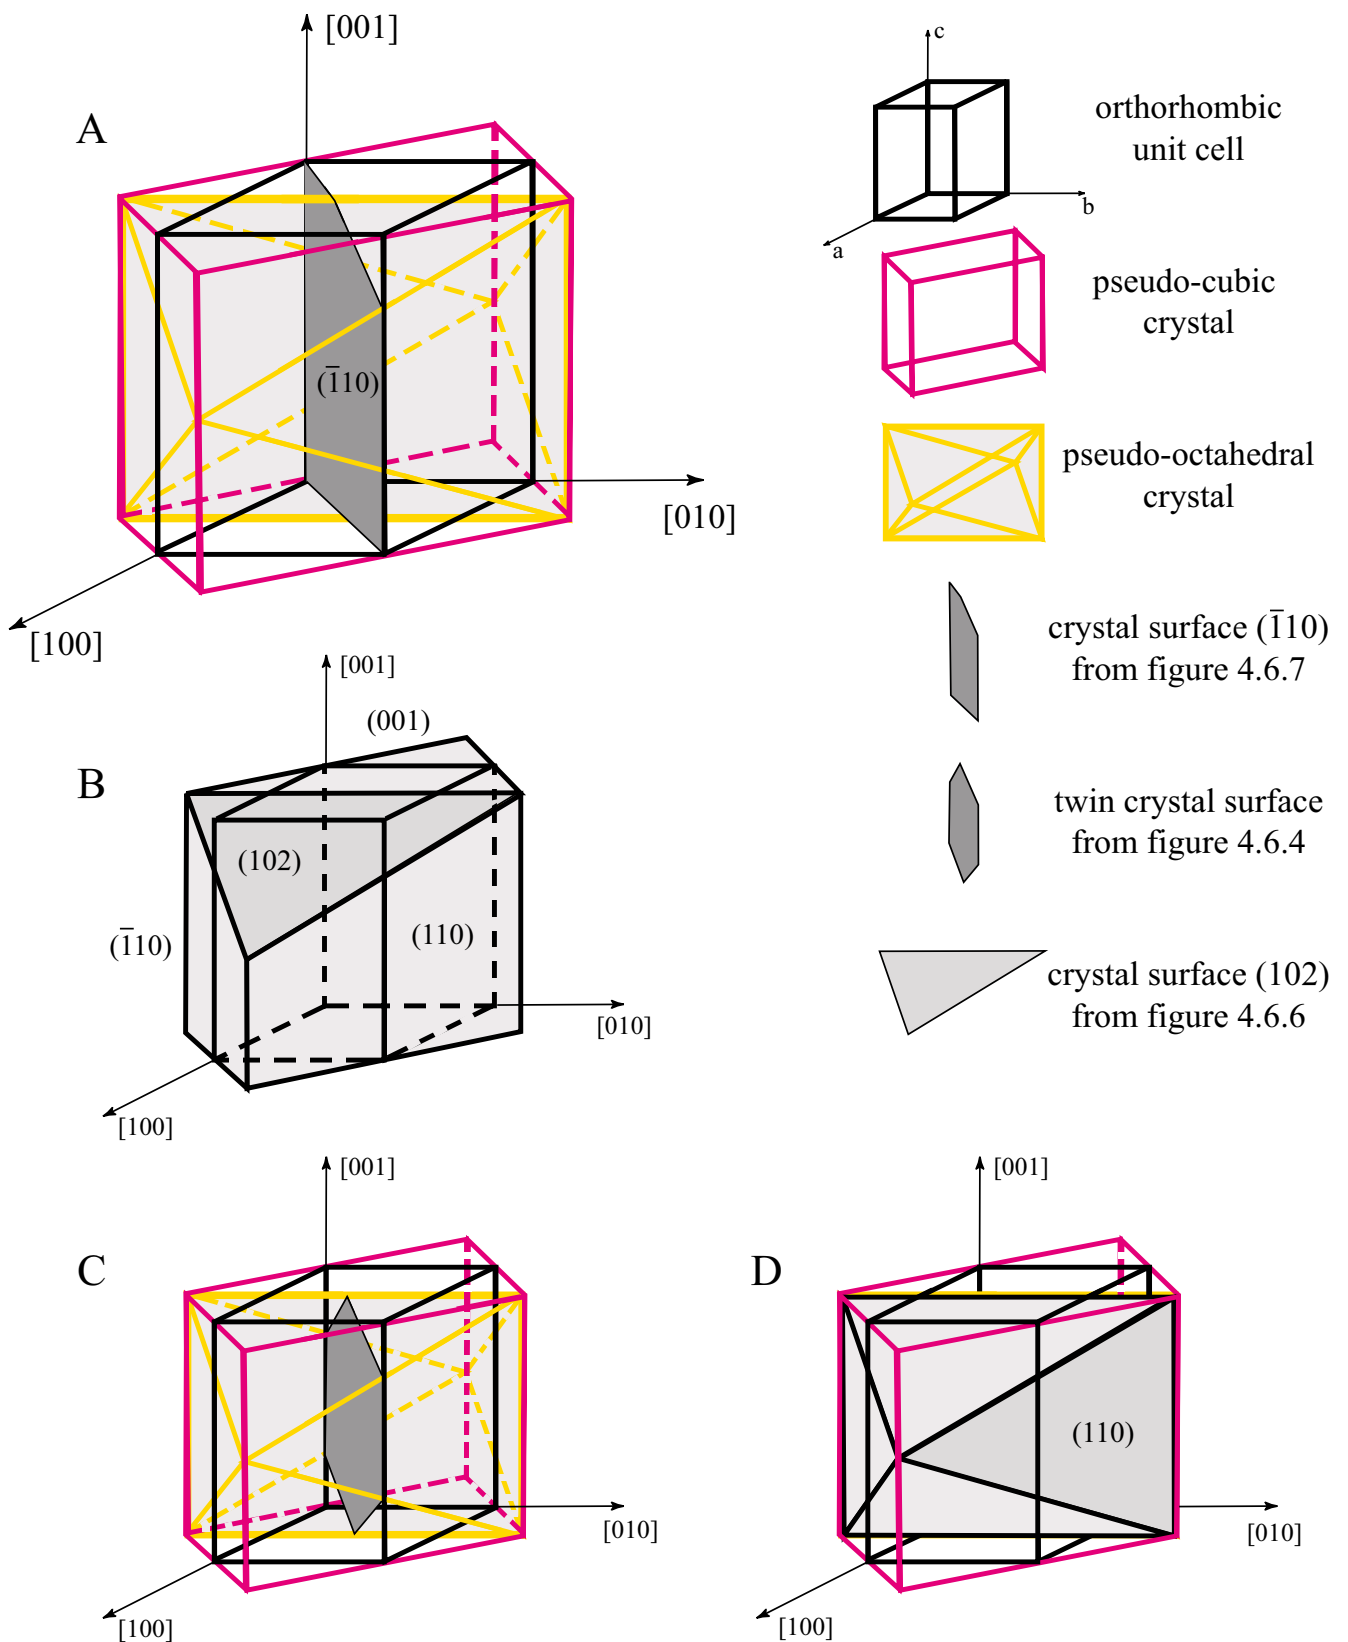 A
[001]
[010]
[100]
(1̅10)
c
b
a
orthorhombic
unit cell
pseudo-cubic
crystal
pseudo-octahedral
crystal
crystal surface (1̅10)
from figure 4.6.7
twin crystal surface
from figure 4.6.4
crystal surface (102)
from figure 4.6.6
B
[001]
(001)
(102)
(1̅10)
(110)
[010]
[100]
C
[001]
[010]
[100]
D
[001]
(110)
[010]
[100]